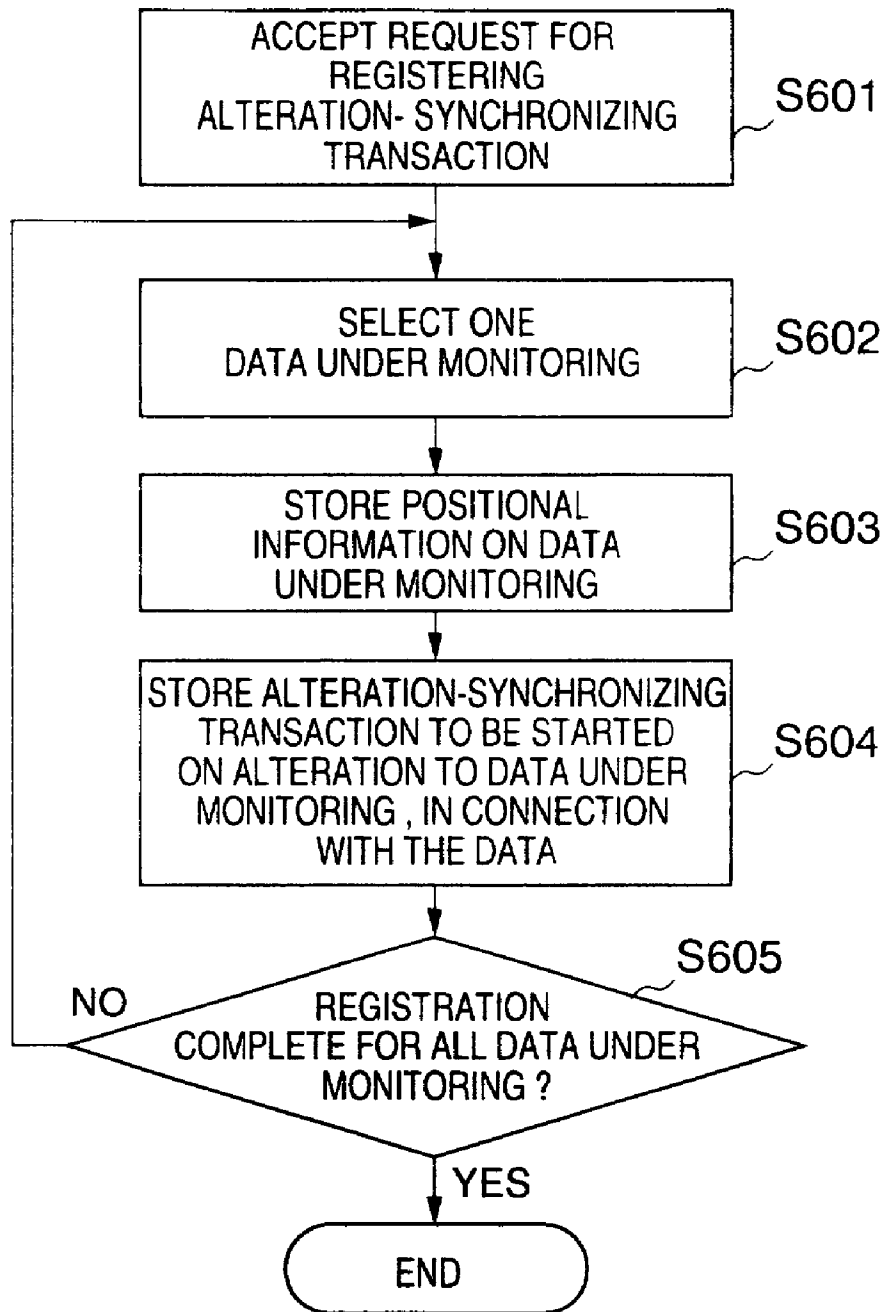 ACCEPT REQUEST FOR
REGISTERING
ALTERATION- SYNCHRONIZING
TRANSACTION
S601
SELECT ONE
DATA UNDER MONITORING
S602
STORE POSITIONAL
INFORMATION ON DATA
UNDER MONITORING
S603
STORE ALTERATION-SYNCHRONIZING
TRANSACTION TO BE STARTED
ON ALTERATION TO DATA UNDER
MONITORING , IN CONNECTION
WITH THE DATA
S604
S605
NO
REGISTRATION
COMPLETE FOR ALL DATA UNDER
MONITORING ?
YES
END